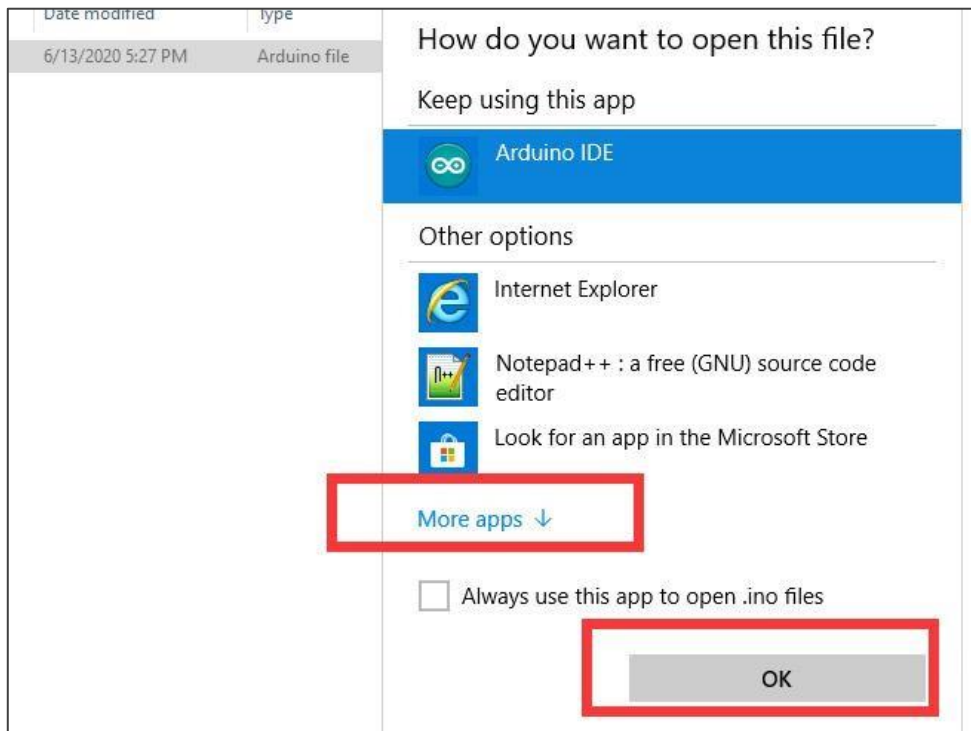 Date modified Type
6/13/2020 5:27 PM Arduino file
How do you want to open this file?
Keep using this app
Arduino IDE
Other options
Internet Explorer
Notepad++ : a free (GNU) source code
editor
Look for an app in the Microsoft Store
More apps ↓
Always use this app to open .ino files
OK